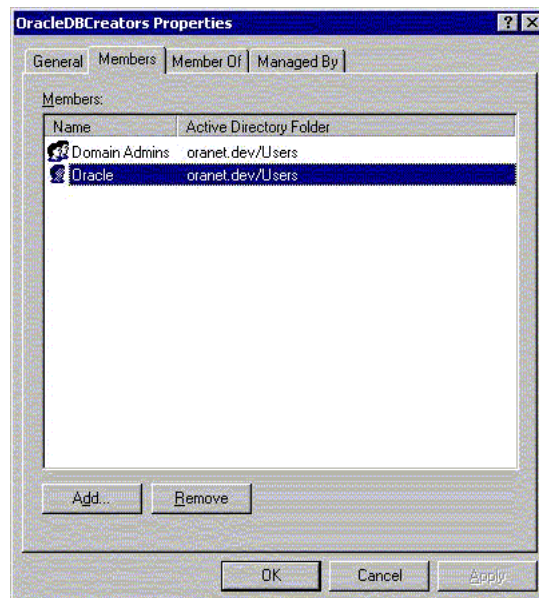 OracleDBCreators Properties
General Members Member Of Managed By
Members:
Name Active Directory Folder
Domain Admins oranet.dev/Users
Oracle oranet.dev/Users
Add... Remove
OK Cancel Apply